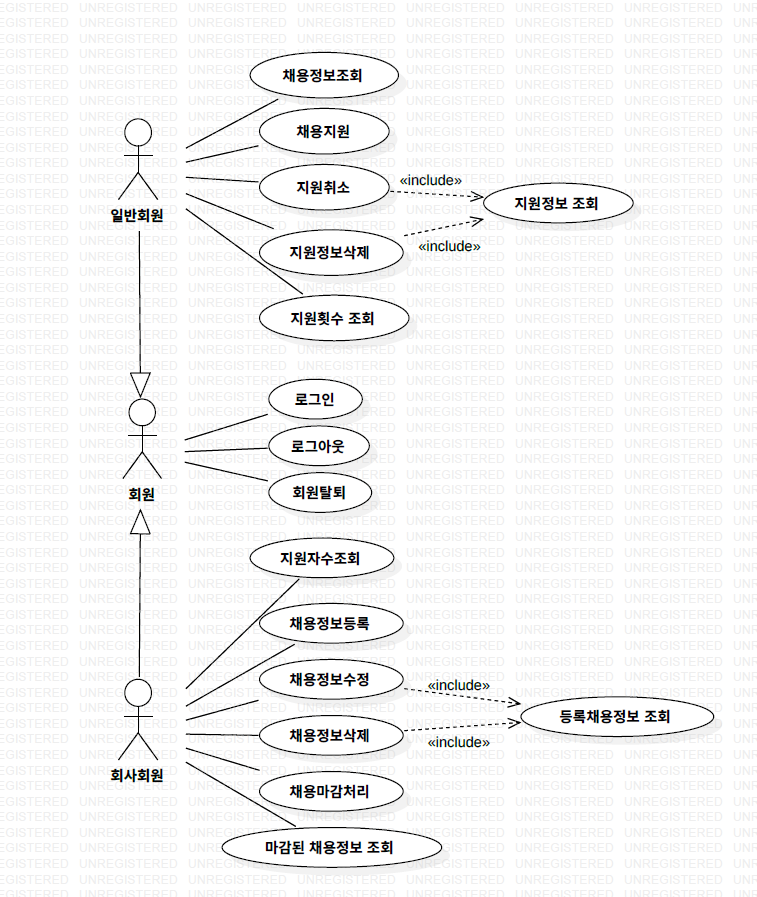 채용정보조회
채용지원
지원취소
«include»
지원정보 조회
일반회원
지원정보삭제
«include»
지원횟수 조회
로그인
로그아웃
회원
회원탈퇴
지원자수조회
채용정보등록
채용정보수정
«include»
등록채용정보 조회
채용정보삭제
«include»
회사회원
채용마감처리
마감된 채용정보 조회
UNREGISTERED